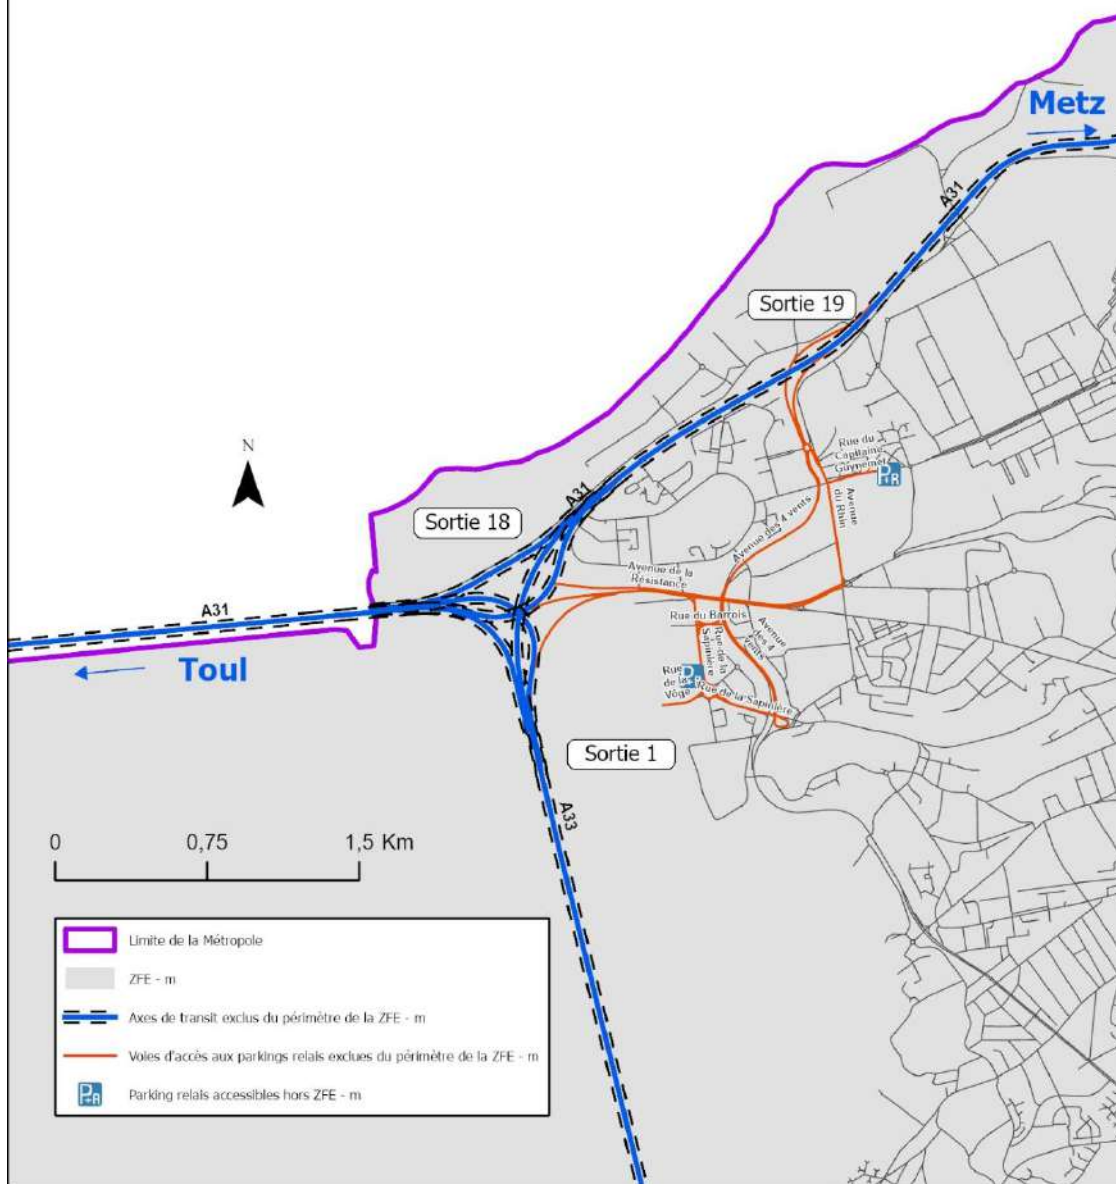 Metz
A31
Sortie 19
N
Rue du
Capitaine
Guynemer
P+R
A31
Sortie 18
Avenue des 4 vents
Avenue
du Rhin
Avenue de la
Résistance
A31
Rue du Barrois
Avenue
des 4
vents
Rue de la
Sapinière
Toul
Rue
de la
Vôge
Rue de la Sapinière
Sortie 1
A33
0
0,75
1,5 Km
Limite de la Métropole
ZFE - m
Axes de transit exclus du périmètre de la ZFE - m
Voies d'accès aux parkings relais exclues du périmètre de la ZFE - m
P+R
Parking relais accessibles hors ZFE - m